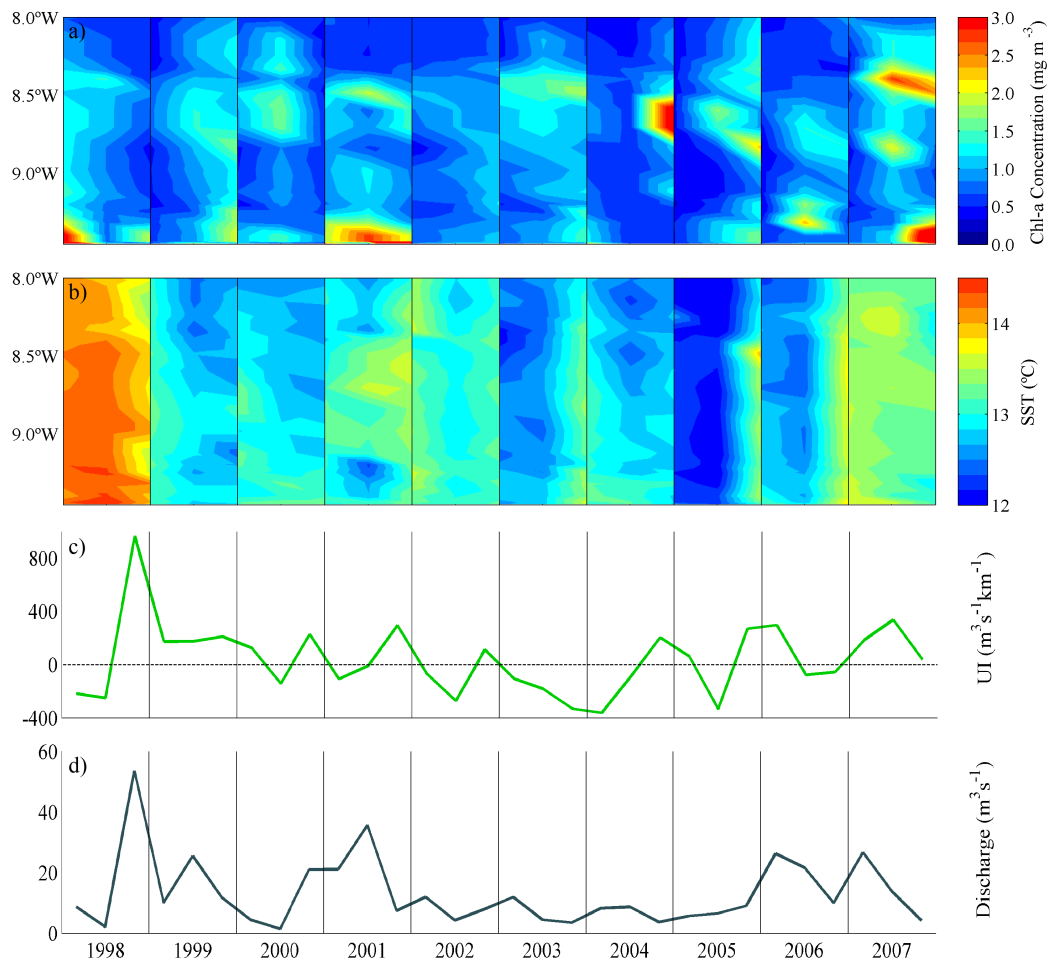 8.0ºW
a)
8.5ºW
9.0ºW
3.0
2.5
2.0
1.5
1.0
0.5
0.0
Chl-a Concentration (mg m -3)
8.0ºW
b)
8.5ºW
9.0ºW
14
13
12
SST (ºC)
c)
800
400
0
-400
UI (m3s-1km-1)
60
d)
40
20
0
Discharge (m3s-1)
1998 1999 2000 2001 2002 2003 2004 2005 2006 2007